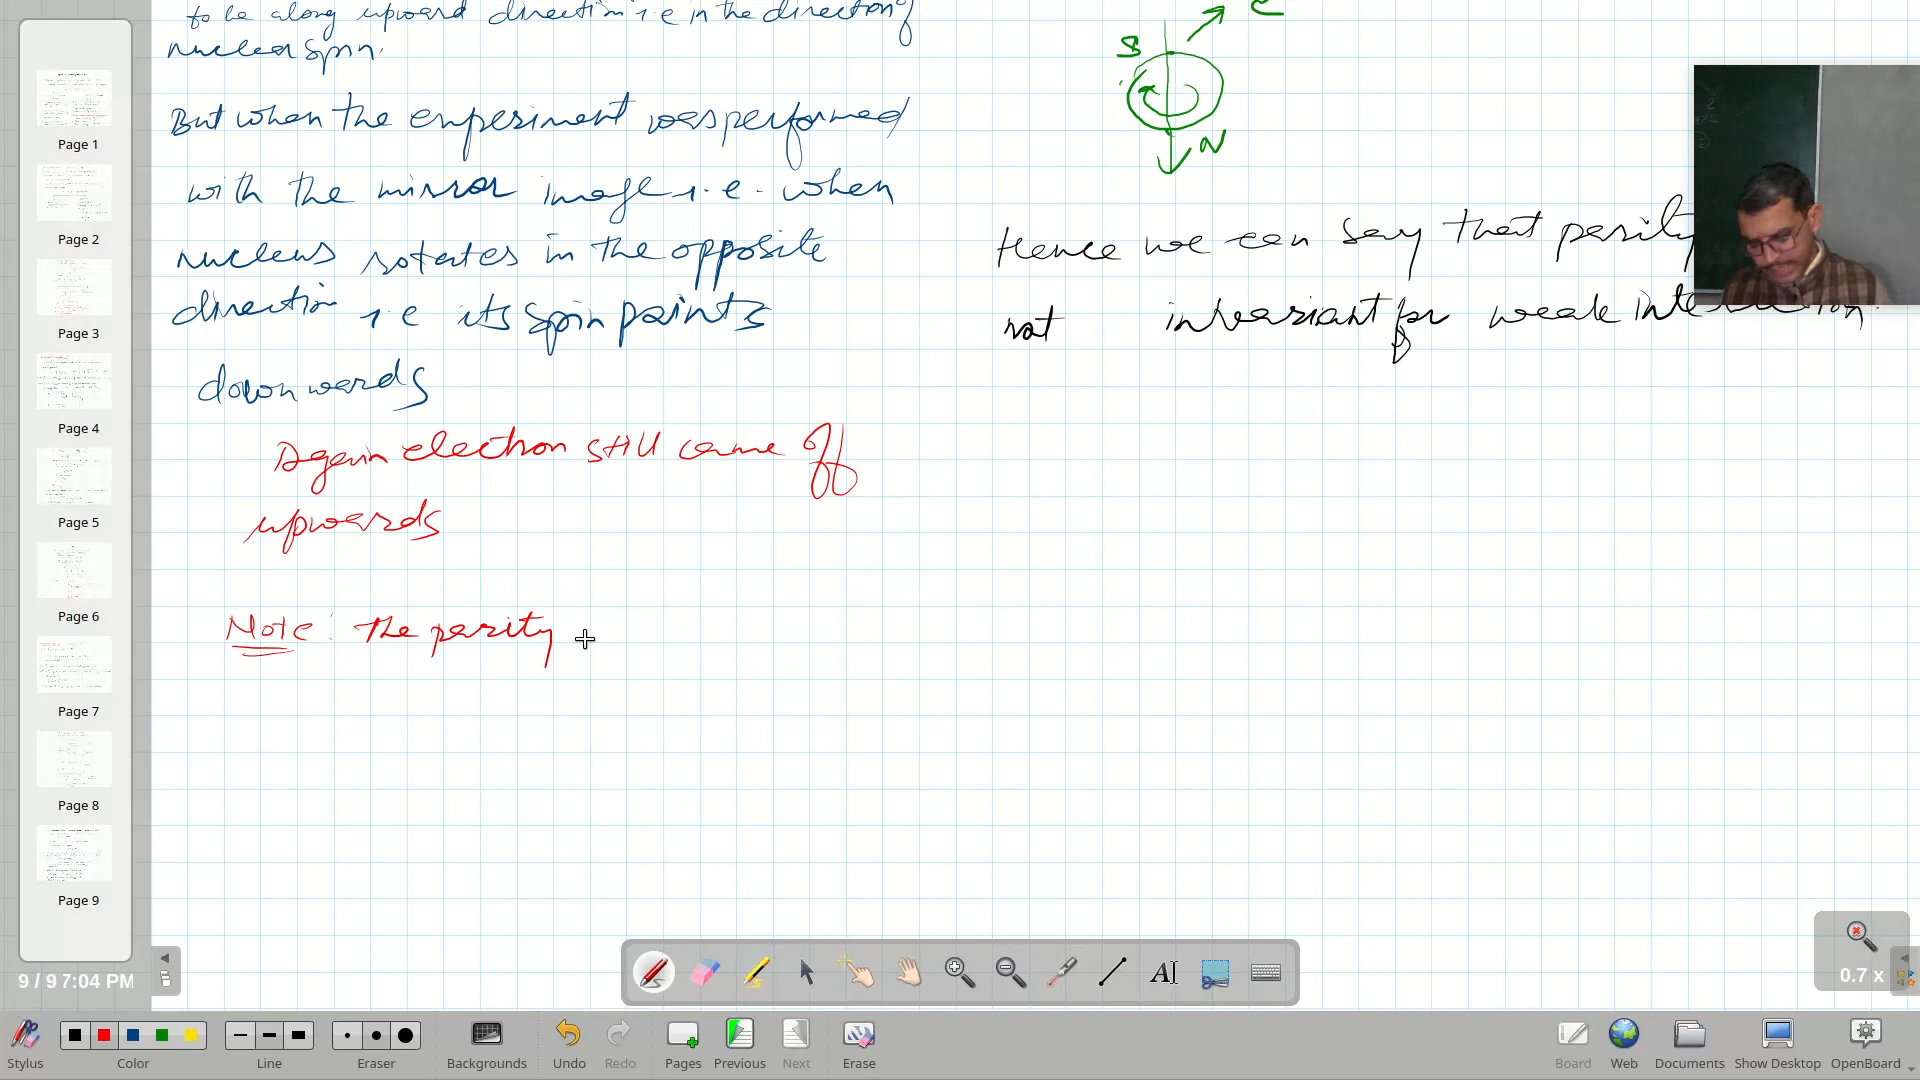 to be along upward direction i.e in the direction of
nuclear spin.
But when the experiment was performed
with the mirror image i.e. when
nucleus rotates in the opposite
direction i.e its spin points
downwards
Again electron still came off
upwards
Note: The parity
S
e
N
Hence we can say that parity
not invariant for weak interaction.
Page 1
Page 2
Page 3
Page 4
Page 5
Page 6
Page 7
Page 8
Page 9
9 / 9 7:04 PM
0.7 x
Stylus
Color
Line
Eraser
Backgrounds
Undo
Redo
Pages
Previous
Next
Erase
Board
Web
Documents
Show Desktop
OpenBoard